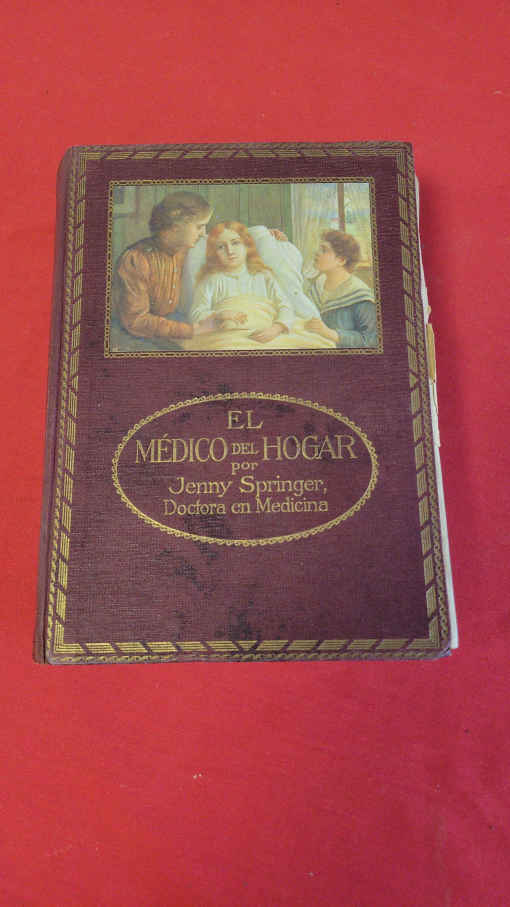 EL
MÉDICO DEL HOGAR
por
Jenny Springer,
Doctora en Medicina